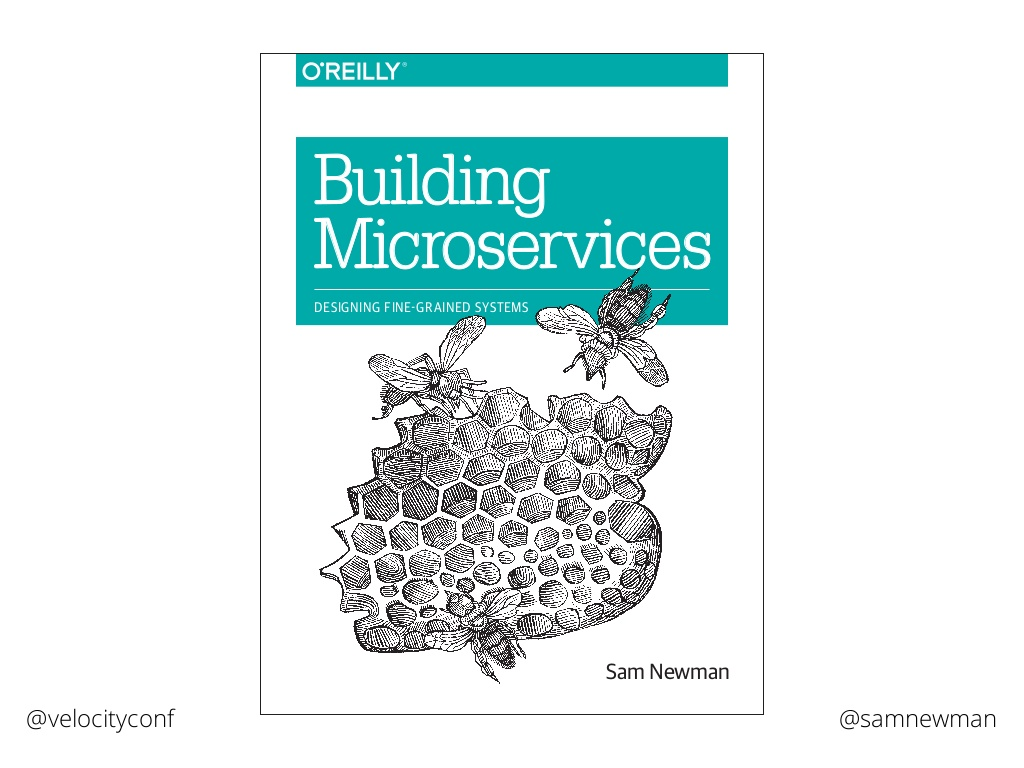 O'REILLY®
Building
Microservices
DESIGNING FINE-GRAINED SYSTEMS
Sam Newman
@velocityconf
@samnewman